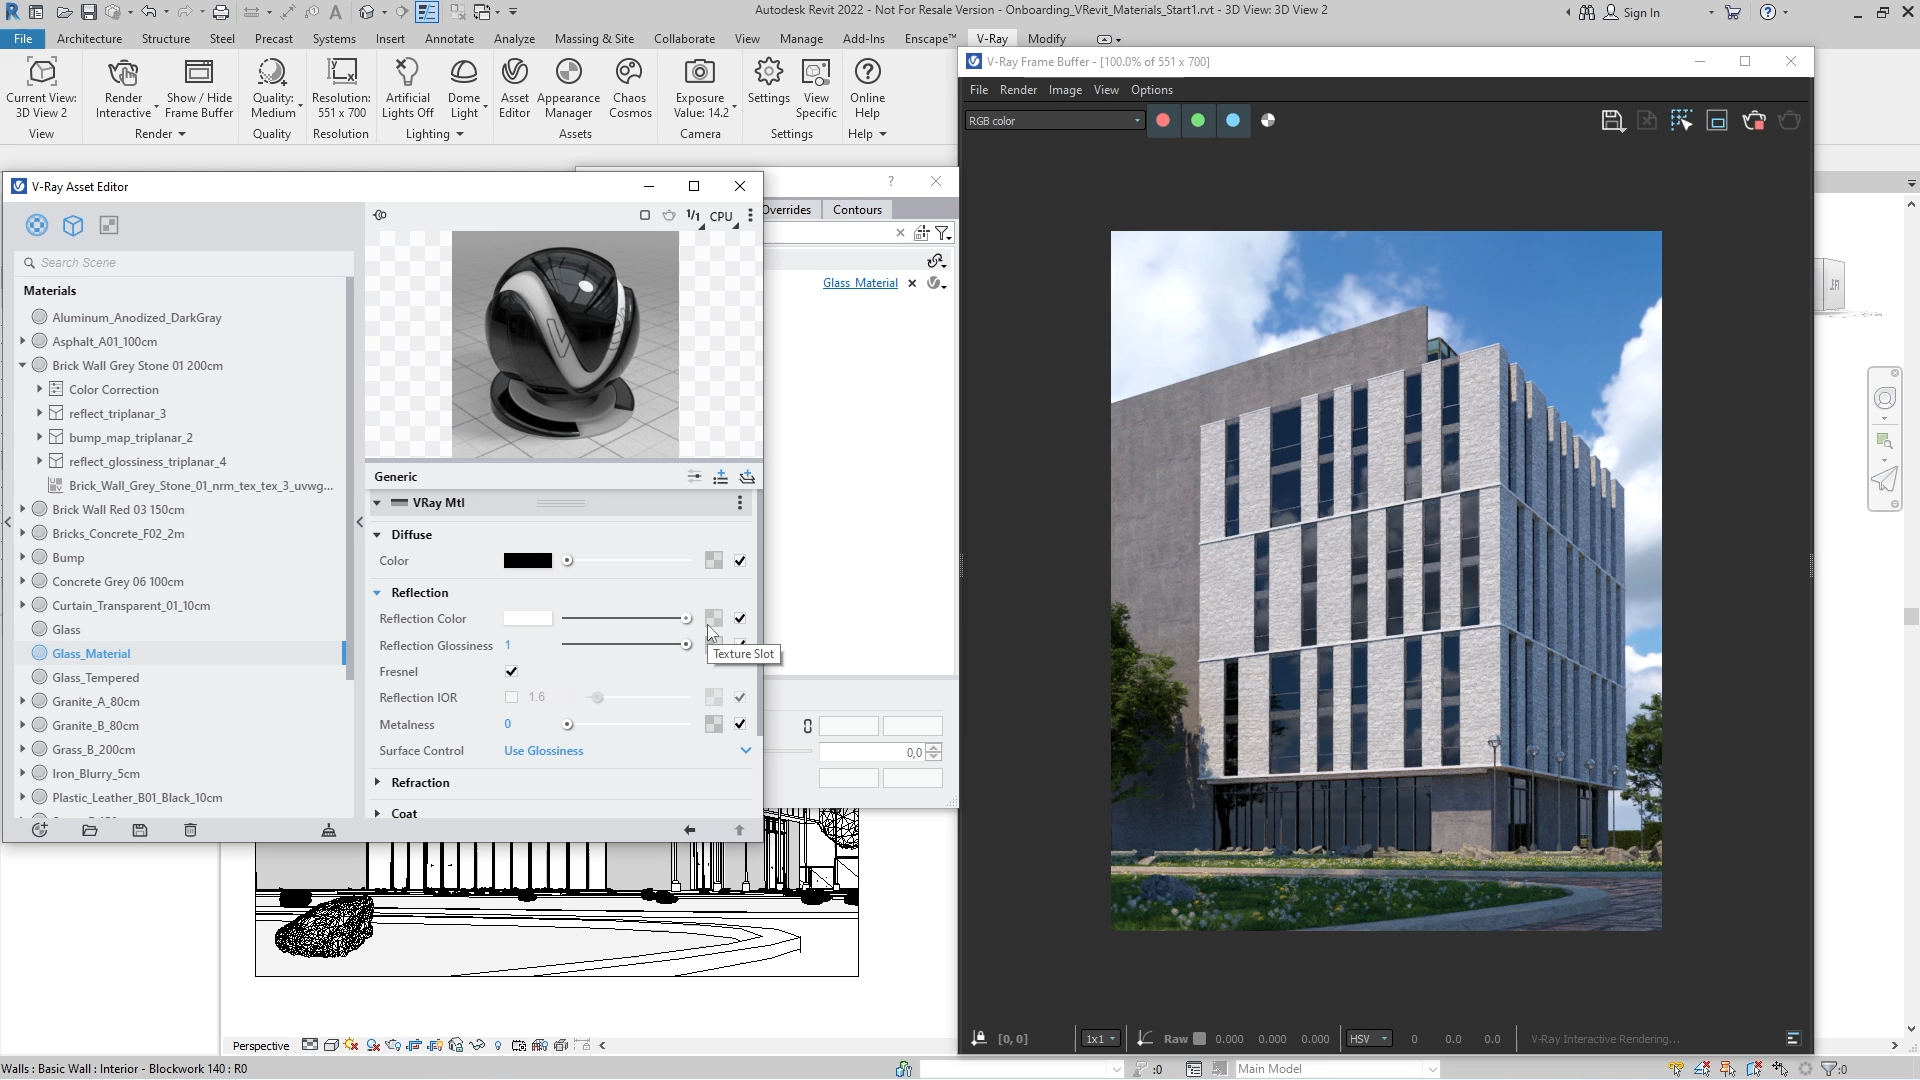 Autodesk Revit 2022 - Not For Resale Version - Onboarding_VRevit_Materials_Start1.rvt - 3D View: 3D View 2
Sign In
File Architecture Structure Steel Precast Systems Insert Annotate Analyze Massing & Site Collaborate View Manage Add-Ins Enscape™ V-Ray Modify
Current View: 3D View 2
Render Interactive
Show / Hide Frame Buffer
Quality: Medium
Resolution: 551 x 700
Artificial Lights Off
Dome Light
Asset Editor
Appearance Manager
Chaos Cosmos
Exposure Value: 14.2
Settings
View Specific
Online Help
View Render Quality Resolution Lighting Assets Camera Settings Help
V-Ray Frame Buffer - [100.0% of 551 x 700]
File Render Image View Options
RGB color
V-Ray Asset Editor
1/1 CPU
Search Scene
Materials
Aluminum_Anodized_DarkGray
Asphalt_A01_100cm
Brick Wall Grey Stone 01 200cm
Color Correction
reflect_triplanar_3
bump_map_triplanar_2
reflect_glossiness_triplanar_4
Brick_Wall_Grey_Stone_01_nrm_tex_tex_3_uvwg...
Brick Wall Red 03 150cm
Bricks_Concrete_F02_2m
Bump
Concrete Grey 06 100cm
Curtain_Transparent_01_10cm
Glass
Glass_Material
Glass_Tempered
Granite_A_80cm
Granite_B_80cm
Grass_B_200cm
Iron_Blurry_5cm
Plastic_Leather_B01_Black_10cm
Generic
VRay Mtl
Diffuse
Color
Reflection
Reflection Color
Reflection Glossiness 1
Texture Slot
Fresnel
Reflection IOR 1.6
Metalness 0
Surface Control Use Glossiness
Refraction
Coat
?
Overrides Contours
Glass_Material
0,0
Perspective
[0, 0] 1x1 Raw 0.000 0.000 0.000 HSV 0 0.0 0.0 V-Ray Interactive Rendering...
Walls : Basic Wall : Interior - Blockwork 140 : R0
:0 Main Model :0